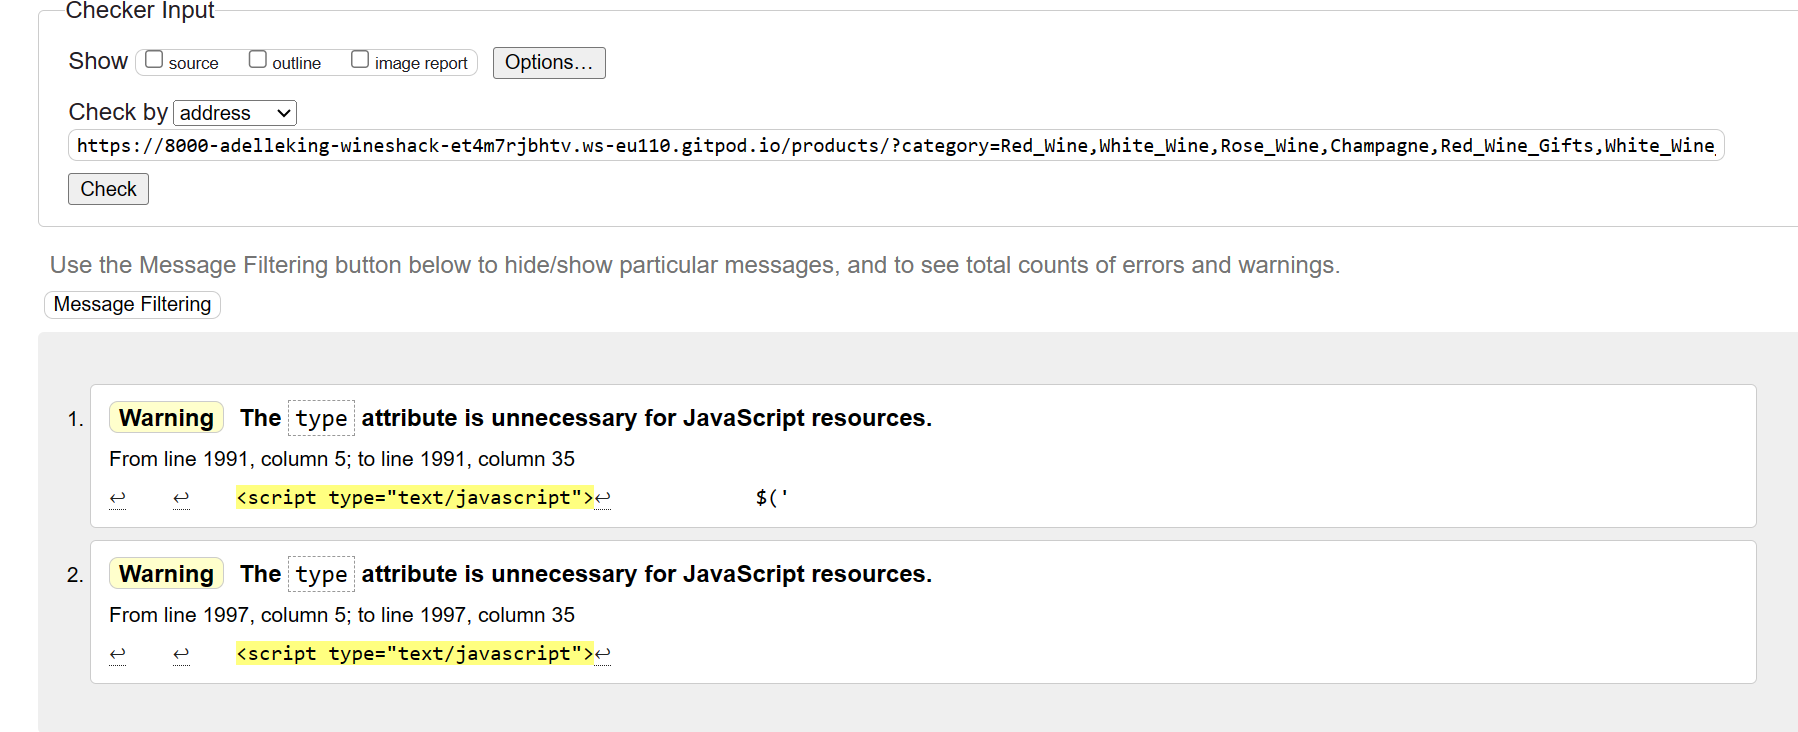 Checker Input
Show source outline image report Options...
Check by address
https://8000-adelleking-wineshack-et4m7rjbhtv.ws-eu110.gitpod.io/products/?category=Red_Wine,White_Wine,Rose_Wine,Champagne,Red_Wine_Gifts,White_Wine_
Check
Use the Message Filtering button below to hide/show particular messages, and to see total counts of errors and warnings.
Message Filtering
1. Warning The type attribute is unnecessary for JavaScript resources.
From line 1991, column 5; to line 1991, column 35
↩ ↩ <script type="text/javascript">↩ $('
2. Warning The type attribute is unnecessary for JavaScript resources.
From line 1997, column 5; to line 1997, column 35
↩ ↩ <script type="text/javascript">↩